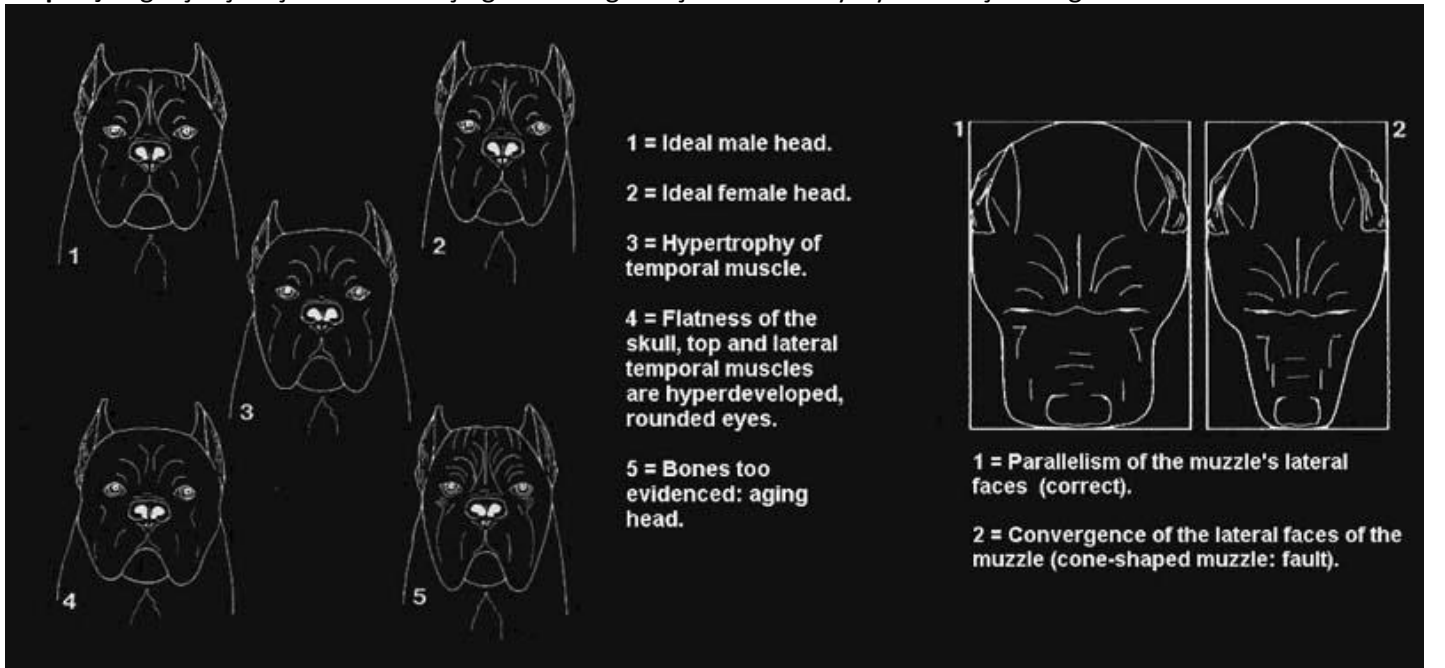 1 = Ideal male head.
2 = Ideal female head.
3 = Hypertrophy of
temporal muscle.
4 = Flatness of the
skull, top and lateral
temporal muscles
are hyperdeveloped,
rounded eyes.
5 = Bones too
evidenced: aging
head.
1
2
3
4
5
1
2
1 = Parallelism of the muzzle's lateral
faces (correct).
2 = Convergence of the lateral faces of the
muzzle (cone-shaped muzzle: fault).